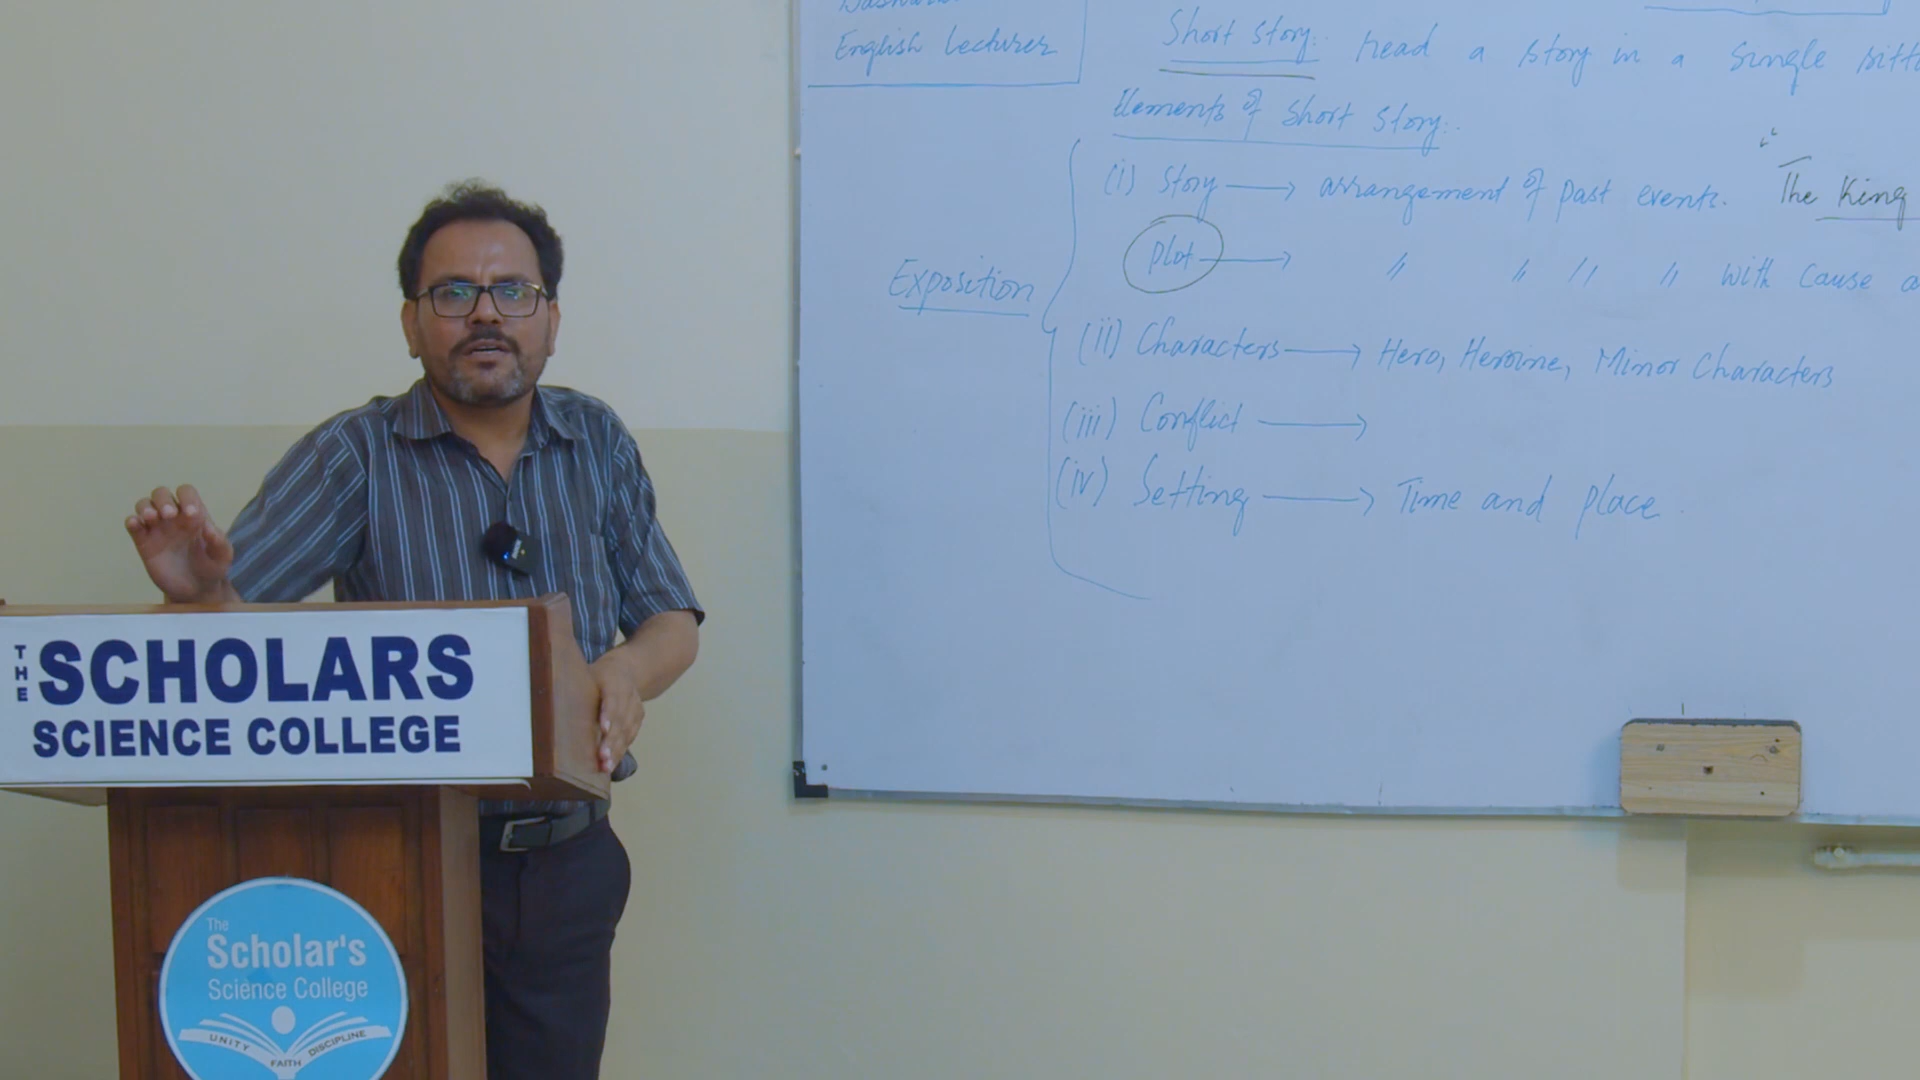 English Lecturer
Short Story:. read a story in a single
Elements of Short Story:.
(i) Story → arrangement of past events. "The King
Plot → " " " " with cause
Exposition
(ii) Characters → Hero, Heroine, Minor Characters
(iii) Conflict →
(iv) Setting → Time and place.
THE SCHOLARS
SCIENCE COLLEGE
The
Scholar's
Science College
UNITY FAITH DISCIPLINE